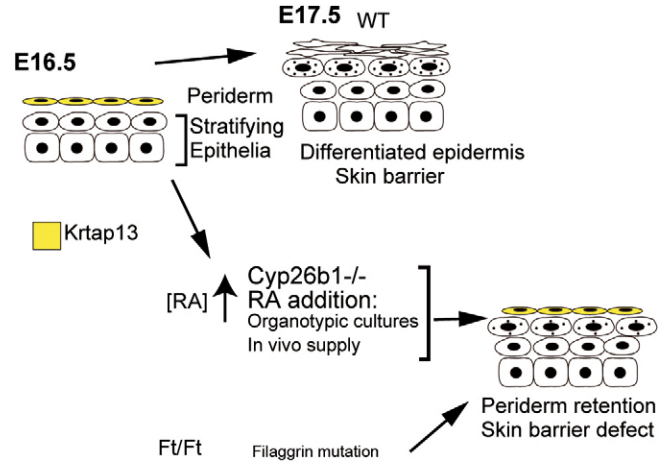 E17.5 WT
E16.5
Periderm
Stratifying
Epithelia
Differentiated epidermis
Skin barrier
Krtap13
[RA]
Cyp26b1-/-
RA addition:
Organotypic cultures
In vivo supply
Periderm retention
Skin barrier defect
Ft/Ft
Filaggrin mutation